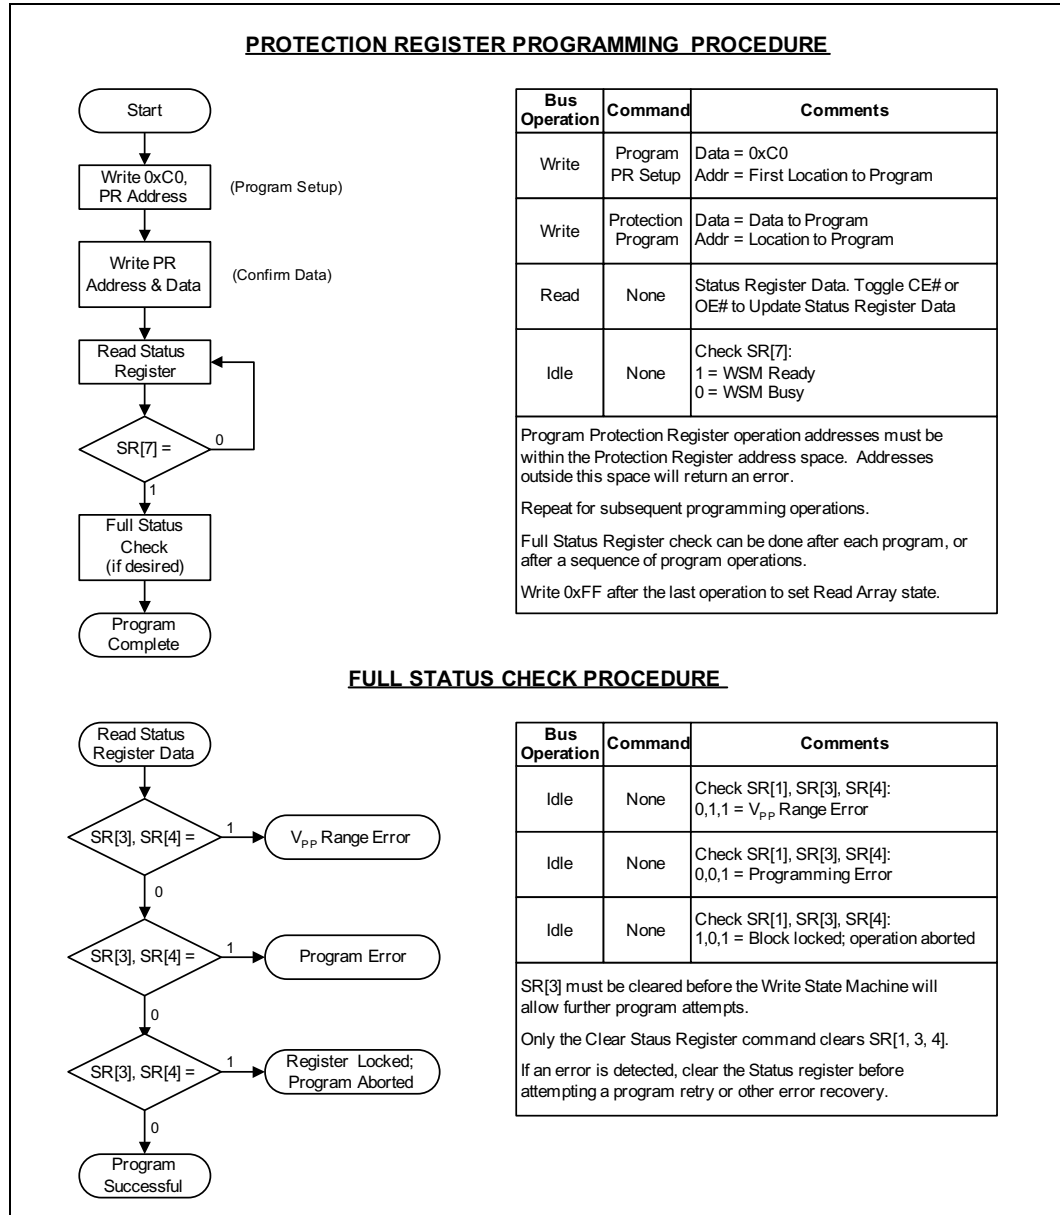 PROTECTION REGISTER PROGRAMMING PROCEDURE
Start
Write 0xC0,
PR Address
(Program Setup)
Write PR
Address & Data
(Confirm Data)
Read Status
Register
SR[7] =
0
1
Full Status
Check
(if desired)
Program
Complete
Bus
Operation
Command
Comments
Write
Program
PR Setup
Data = 0xC0
Addr = First Location to Program
Write
Protection
Program
Data = Data to Program
Addr = Location to Program
Read
None
Status Register Data. Toggle CE# or
OE# to Update Status Register Data
Idle
None
Check SR[7]:
1 = WSM Ready
0 = WSM Busy
Program Protection Register operation addresses must be
within the Protection Register address space. Addresses
outside this space will return an error.
Repeat for subsequent programming operations.
Full Status Register check can be done after each program, or
after a sequence of program operations.
Write 0xFF after the last operation to set Read Array state.
FULL STATUS CHECK PROCEDURE
Read Status
Register Data
SR[3], SR[4] =
1
VPP Range Error
0
SR[3], SR[4] =
1
Program Error
0
SR[3], SR[4] =
1
Register Locked;
Program Aborted
0
Program
Successful
Bus
Operation
Command
Comments
Idle
None
Check SR[1], SR[3], SR[4]:
0,1,1 = VPP Range Error
Idle
None
Check SR[1], SR[3], SR[4]:
0,0,1 = Programming Error
Idle
None
Check SR[1], SR[3], SR[4]:
1,0,1 = Block locked; operation aborted
SR[3] must be cleared before the Write State Machine will
allow further program attempts.
Only the Clear Staus Register command clears SR[1, 3, 4].
If an error is detected, clear the Status register before
attempting a program retry or other error recovery.